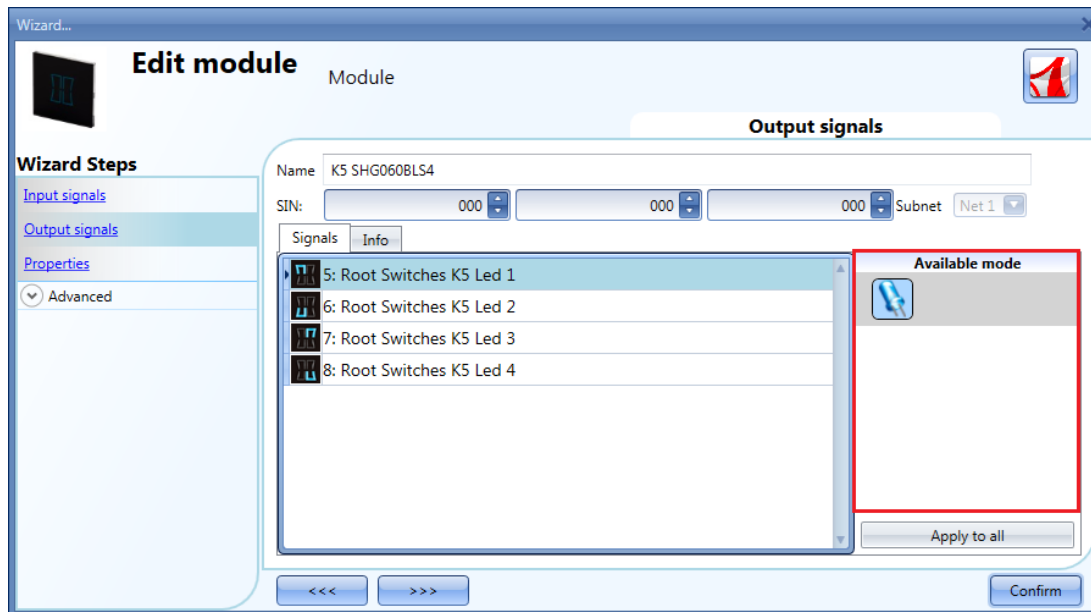 Wizard...
Edit module
Module
Output signals
Wizard Steps
Input signals
Output signals
Properties
Advanced
Name K5 SHG060BLS4
SIN: 000 000 000 Subnet Net 1
Signals Info
5: Root Switches K5 Led 1
6: Root Switches K5 Led 2
7: Root Switches K5 Led 3
8: Root Switches K5 Led 4
Available mode
Apply to all
<<< >>> Confirm